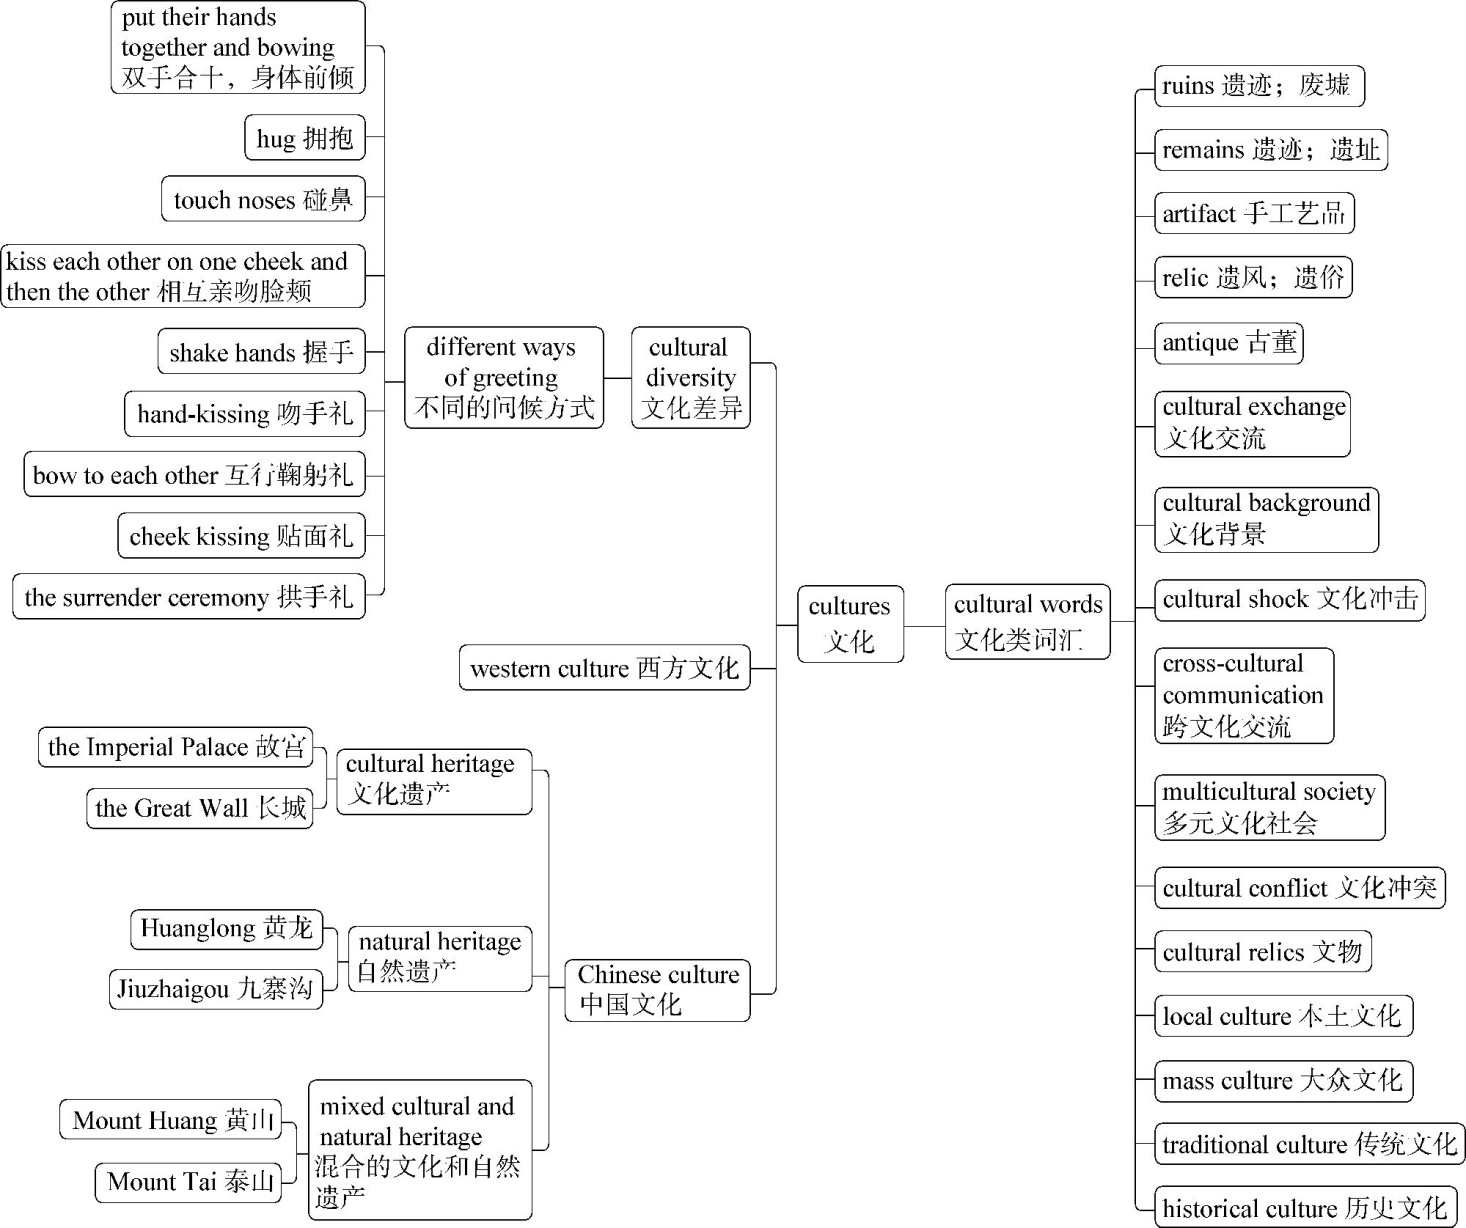 put their hands
together and bowing
双手合十，身体前倾
hug 拥抱
touch noses 碰鼻
kiss each other on one cheek and
then the other 相互亲吻脸颊
shake hands 握手
hand-kissing 吻手礼
bow to each other 互行鞠躬礼
cheek kissing 贴面礼
the surrender ceremony 拱手礼
different ways
of greeting
不同的问候方式
cultural
diversity
文化差异
western culture 西方文化
the Imperial Palace 故宫
the Great Wall 长城
cultural heritage
文化遗产
Huanglong 黄龙
Jiuzhaigou 九寨沟
natural heritage
自然遗产
Mount Huang 黄山
Mount Tai 泰山
mixed cultural and
natural heritage
混合的文化和自然
遗产
Chinese culture
中国文化
cultures
文化
cultural words
文化类词汇
ruins 遗迹；废墟
remains 遗迹；遗址
artifact 手工艺品
relic 遗风；遗俗
antique 古董
cultural exchange
文化交流
cultural background
文化背景
cultural shock 文化冲击
cross-cultural
communication
跨文化交流
multicultural society
多元文化社会
cultural conflict 文化冲突
cultural relics 文物
local culture 本土文化
mass culture 大众文化
traditional culture 传统文化
historical culture 历史文化